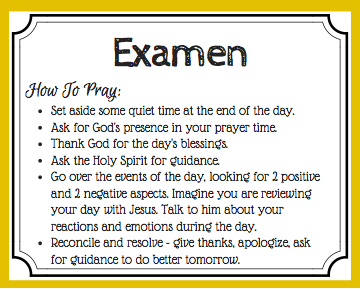 Examen
How To Pray:
• Set aside some quiet time at the end of the day.
• Ask for God's presence in your prayer time.
• Thank God for the day's blessings.
• Ask the Holy Spirit for guidance.
• Go over the events of the day, looking for 2 positive
and 2 negative aspects. Imagine you are reviewing
your day with Jesus. Talk to him about your
reactions and emotions during the day.
• Reconcile and resolve - give thanks, apologize, ask
for guidance to do better tomorrow.